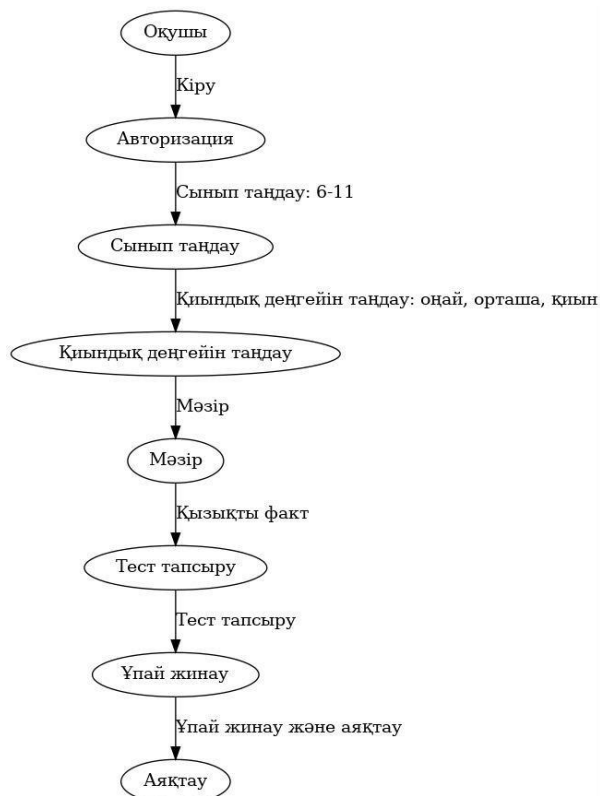 Оқушы
Кіру
Авторизация
Сынып таңдау: 6-11
Сынып таңдау
Қиындық деңгейін таңдау: оңай, орташа, қиын
Қиындық деңгейін таңдау
Мәзір
Мәзір
Қызықты факт
Тест тапсыру
Тест тапсыру
Ұпай жинау
Ұпай жинау және аяқтау
Аяқтау